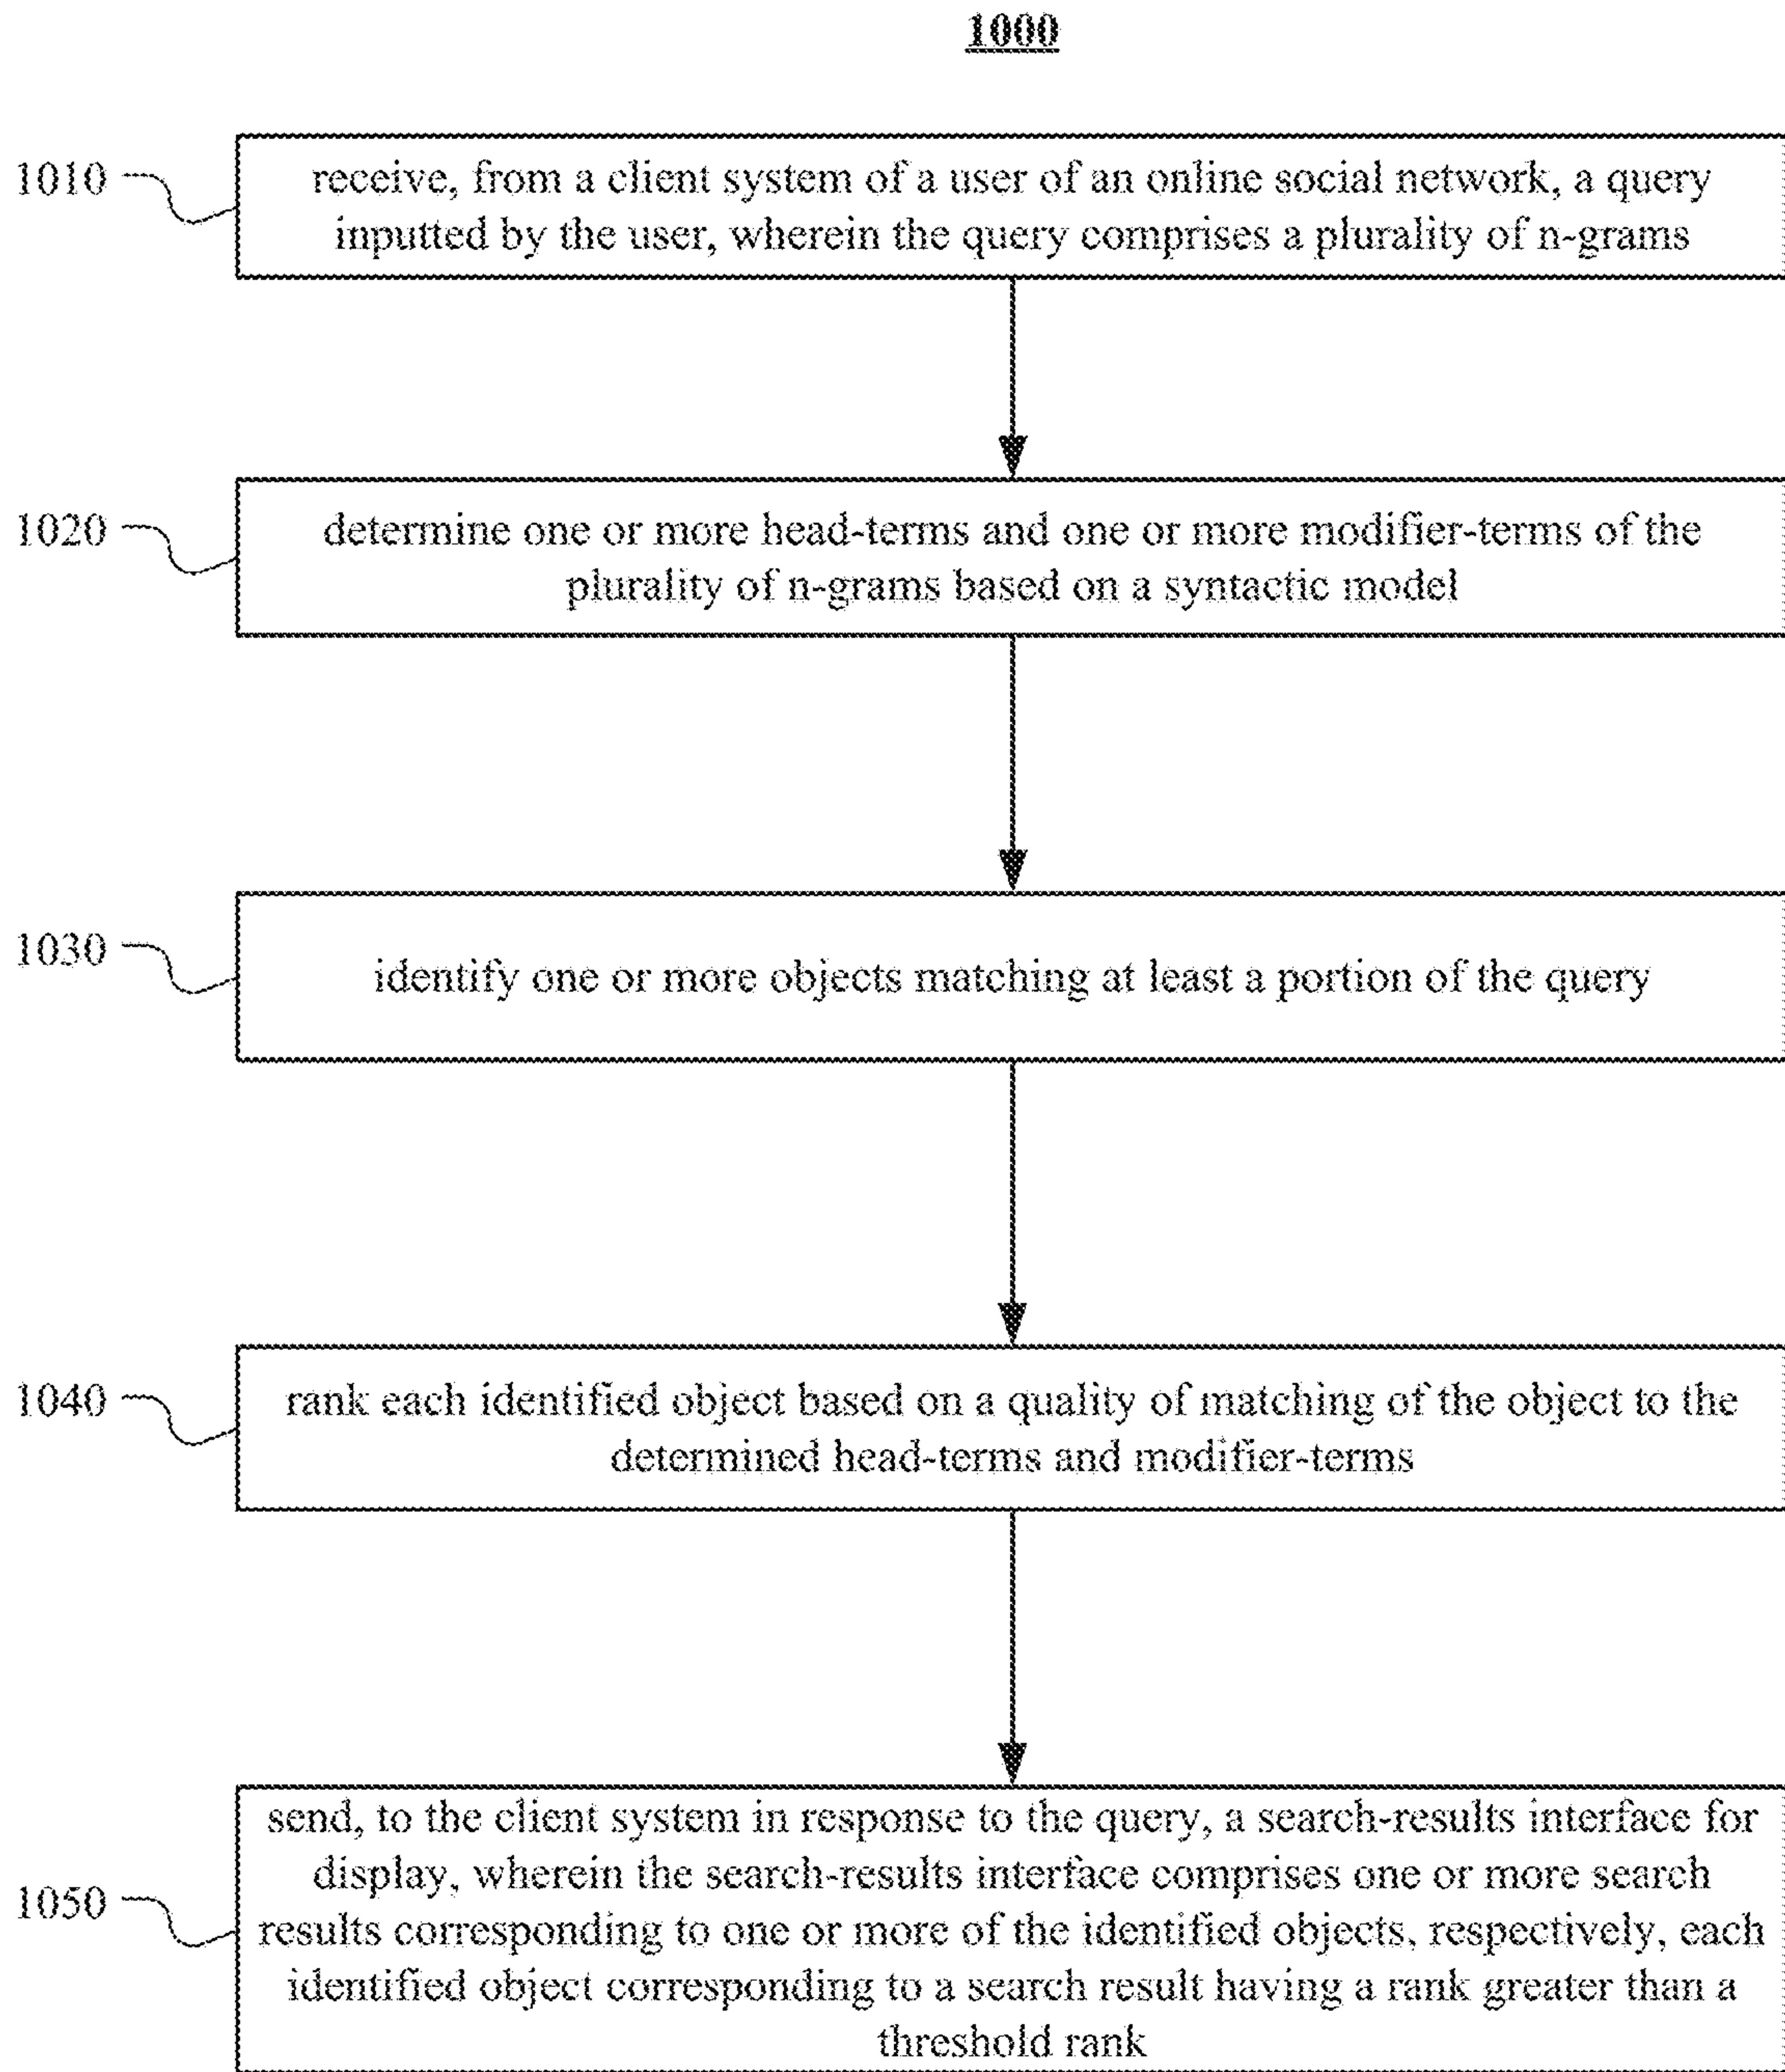 1000
1010
receive, from a client system of a user of an online social network, a query
inputted by the user, wherein the query comprises a plurality of n-grams
1020
determine one or more head-terms and one or more modifier-terms of the
plurality of n-grams based on a syntactic model
1030
identify one or more objects matching at least a portion of the query
1040
rank each identified object based on a quality of matching of the object to the
determined head-terms and modifier-terms
1050
send, to the client system in response to the query, a search-results interface for
display, wherein the search-results interface comprises one or more search
results corresponding to one or more of the identified objects, respectively, each
identified object corresponding to a search result having a rank greater than a
threshold rank